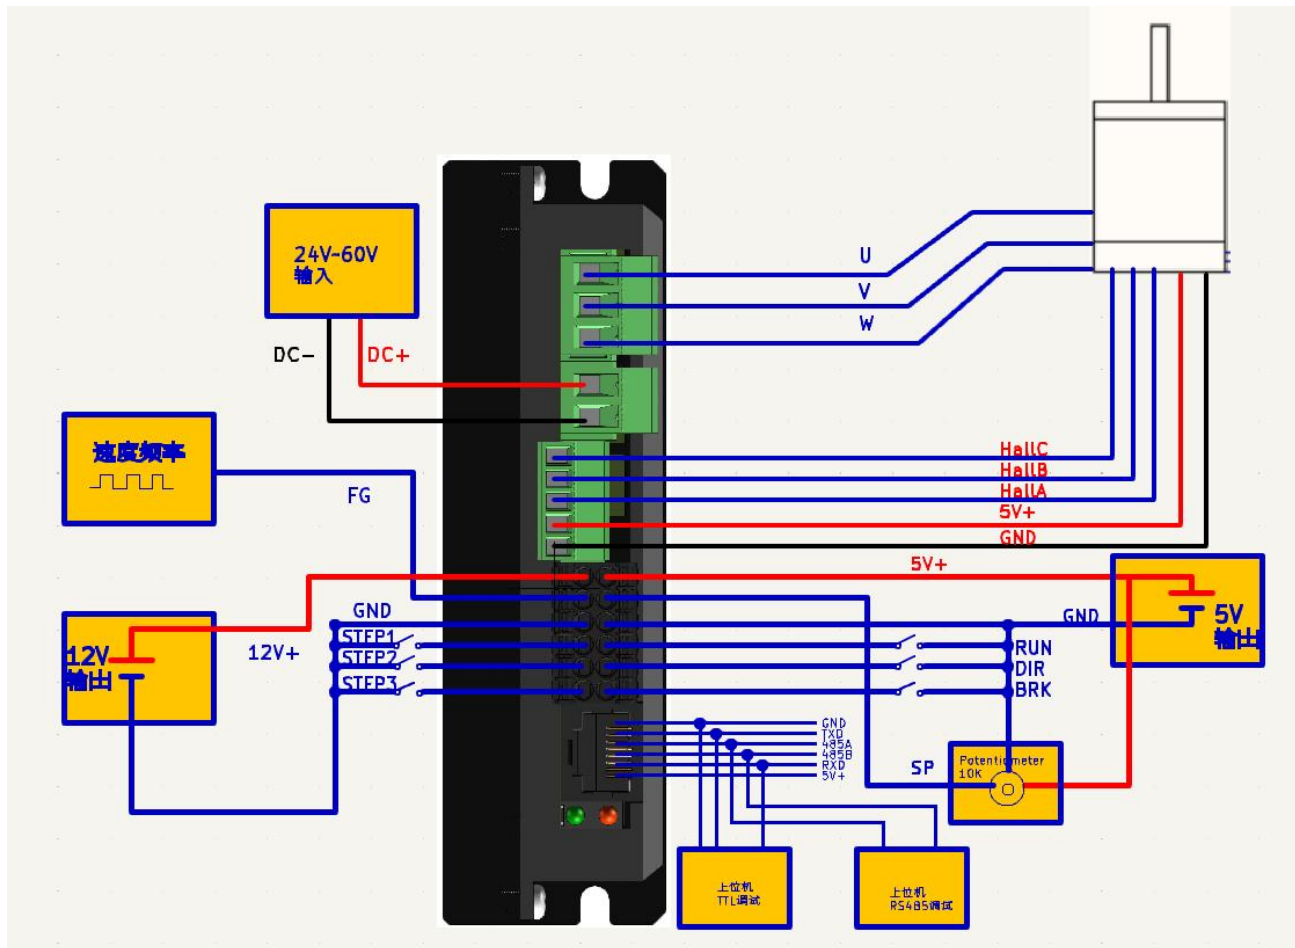 24V~60V
输入
DC-
DC+
U
V
W
速度频率
FG
HallC
HallB
HallA
5V+
GND
5V+
GND
5V
输出
GND
STEP1
STEP2
STEP3
12V+
12V
输出
RUN
DIR
BRK
GND
TXD
485A
485B
RXD
5V+
SP
Potentiometer
10K
上位机
TTL调试
上位机
RS485调试